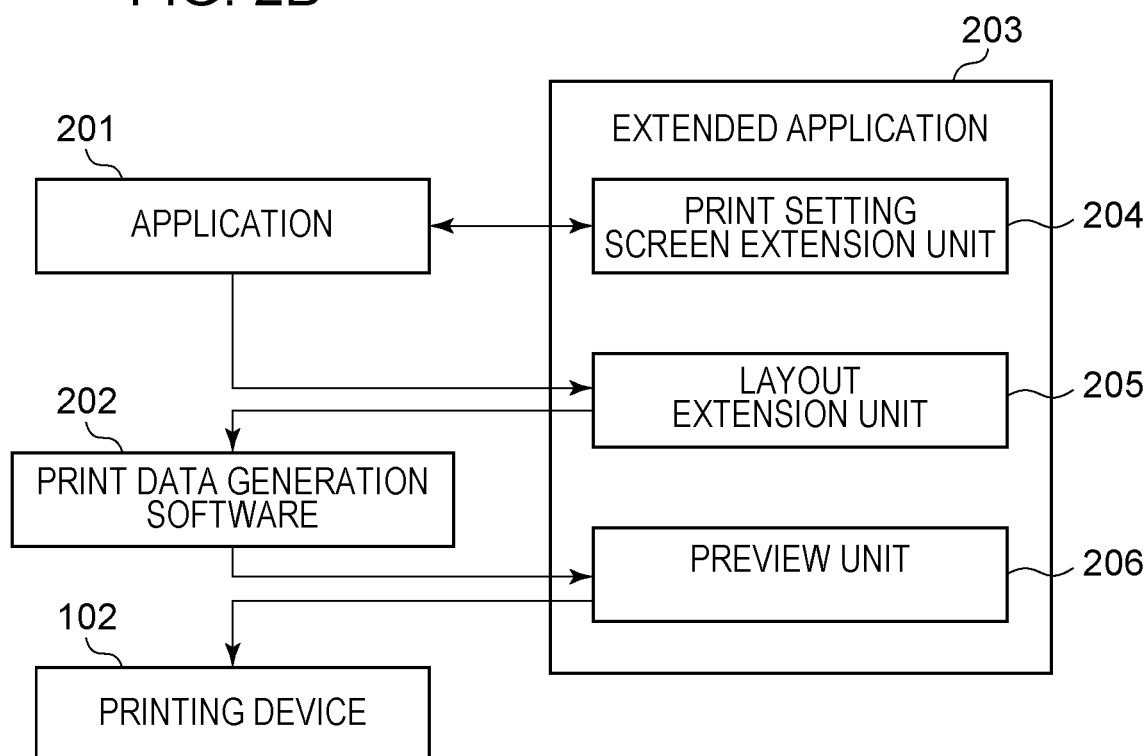 FIG. 2B
203
EXTENDED APPLICATION
201
APPLICATION
PRINT SETTING
SCREEN EXTENSION UNIT
204
LAYOUT
EXTENSION UNIT
205
202
PRINT DATA GENERATION
SOFTWARE
PREVIEW UNIT
206
102
PRINTING DEVICE